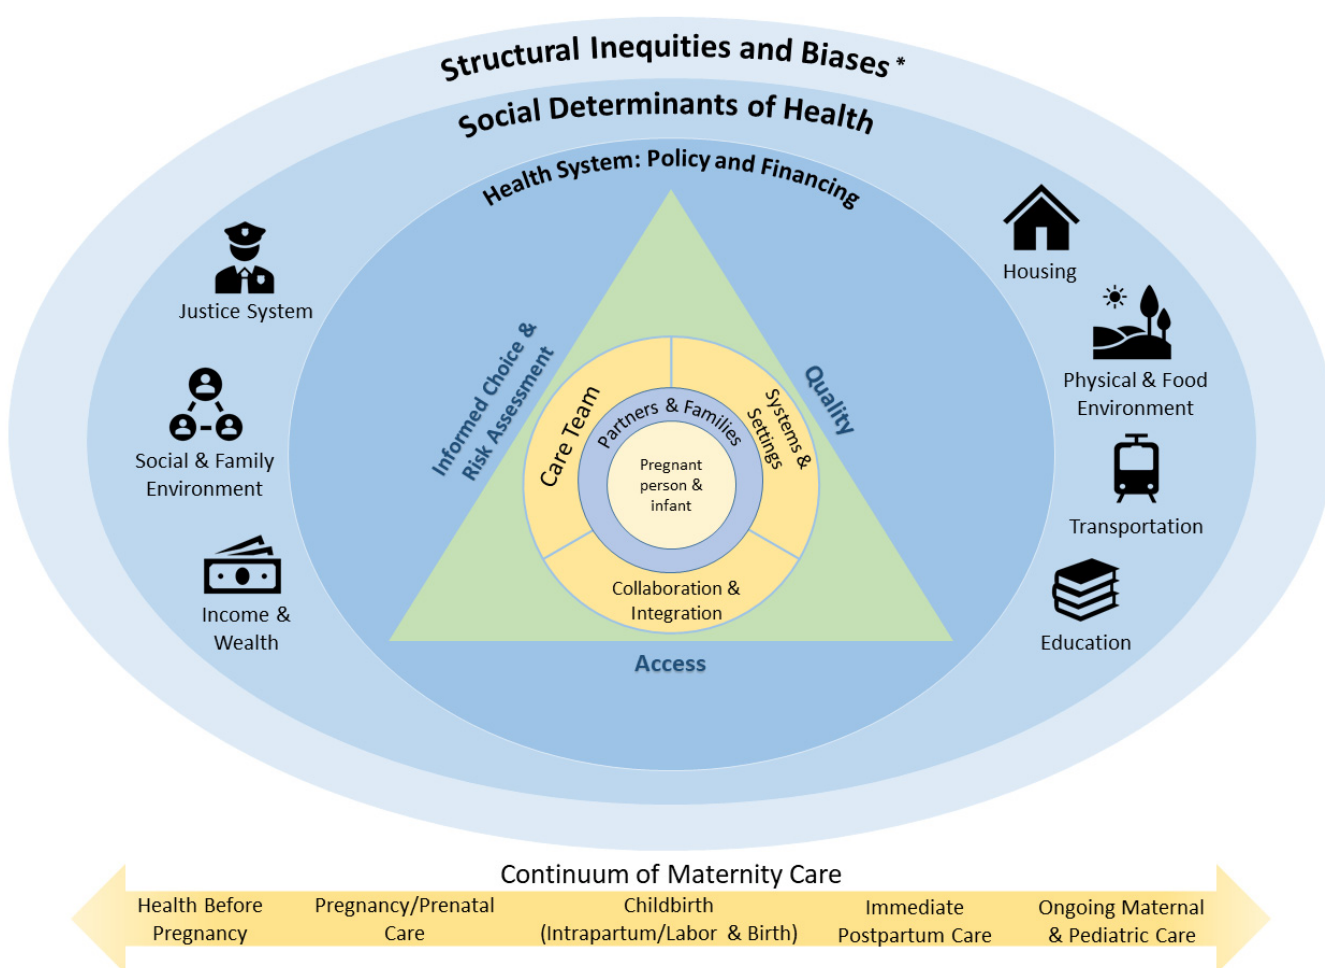 Structural Inequities and Biases*
Social Determinants of Health
Health System: Policy and Financing
Justice System
Social & Family
Environment
Income &
Wealth
Housing
Physical & Food
Environment
Transportation
Education
Informed Choice &
Risk Assessment
Quality
Access
Care Team
Systems &
Settings
Collaboration &
Integration
Partners & Families
Pregnant
person &
infant
Continuum of Maternity Care
Health Before
Pregnancy
Pregnancy/Prenatal
Care
Childbirth
(Intrapartum/Labor & Birth)
Immediate
Postpartum Care
Ongoing Maternal
& Pediatric Care